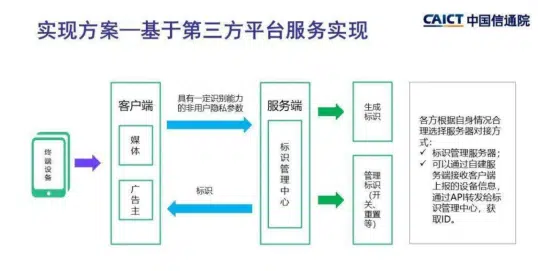 实现方案—基于第三方平台服务实现
CAICT 中国信通院
终端设备
客户端
媒体
广告主
具有一定识别能力
的非用户隐私参数
标识
服务端
标识管理中心
生成
标识
管理
标识（开
关、重置
等）
各方根据自身情况合
理选择服务器对接方
式：
✓ 标识管理服务器；
✓ 可以通过自建服
务端接收客户端
上报的设备信息，
通过API转发给标
识管理中心，获
取ID。